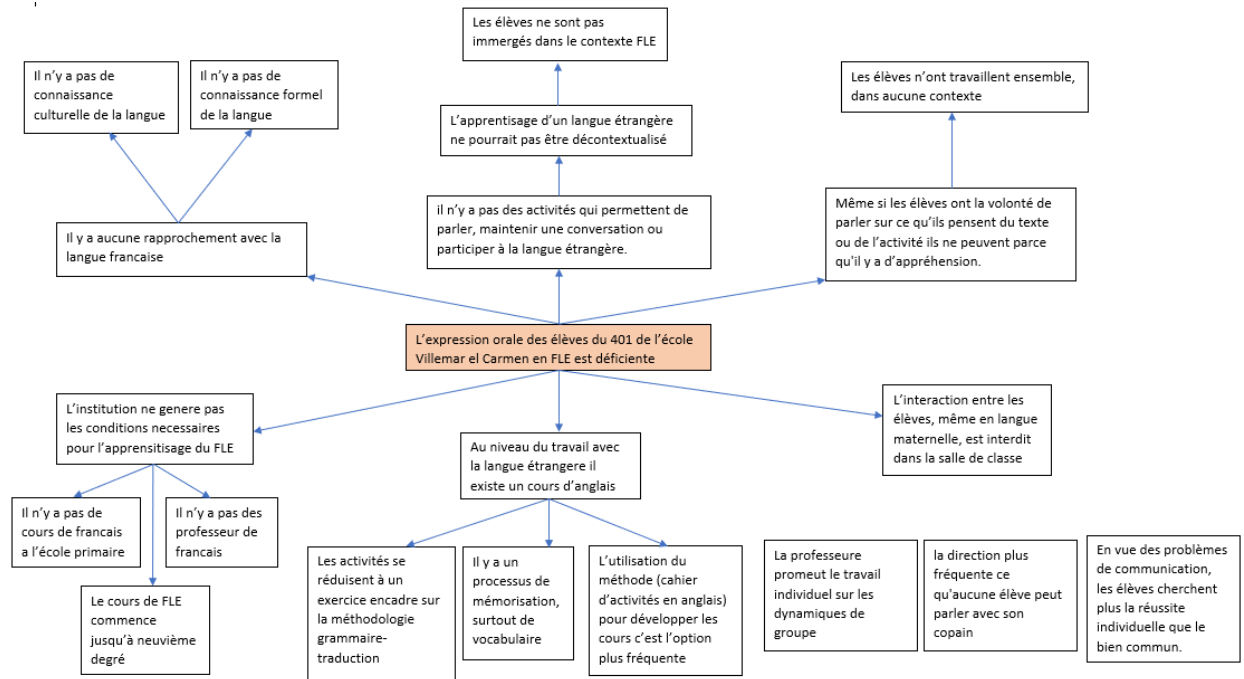 Les élèves ne sont pas
immergés dans le contexte FLE
Il n'y a pas de
connaissance
culturelle de la langue
Il n'y a pas de
connaissance formel
de la langue
Les élèves n'ont travaillent ensemble,
dans aucune contexte
L'apprentisage d'un langue étrangère
ne pourrait pas être décontextualisé
Il y a aucune rapprochement avec la
langue francaise
il n'y a pas des activités qui permettent de
parler, maintenir une conversation ou
participer à la langue étrangère.
Même si les élèves ont la volonté de
parler sur ce qu'ils pensent du texte
ou de l'activité ils ne peuvent parce
qu'il y a d'appréhension.
L'expression orale des élèves du 401 de l'école
Villemar el Carmen en FLE est déficiente
L'institution ne genere pas
les conditions necessaires
pour l'apprensitisage du FLE
Au niveau du travail avec
la langue étrangere il
existe un cours d'anglais
L'interaction entre les
élèves, même en langue
maternelle, est interdit
dans la salle de classe
Il n'y a pas de
cours de francais
a l'école primaire
Il n'y a pas des
professeur de
francais
Le cours de FLE
commence
jusqu'à neuvième
degré
Les activités se
réduisent à un
exercice encadre sur
la méthodologie
grammaire-
traduction
Il y a un
processus de
mémorisation,
surtout de
vocabulaire
L'utilisation du
méthode (cahier
d'activités en anglais)
pour développer les
cours c'est l'option
plus fréquente
La professeure
promeut le travail
individuel sur les
dynamiques de
groupe
la direction plus
fréquente ce
qu'aucune élève peut
parler avec son
copain
En vue des problèmes
de communication,
les élèves cherchent
plus la réussite
individuelle que le
bien commun.